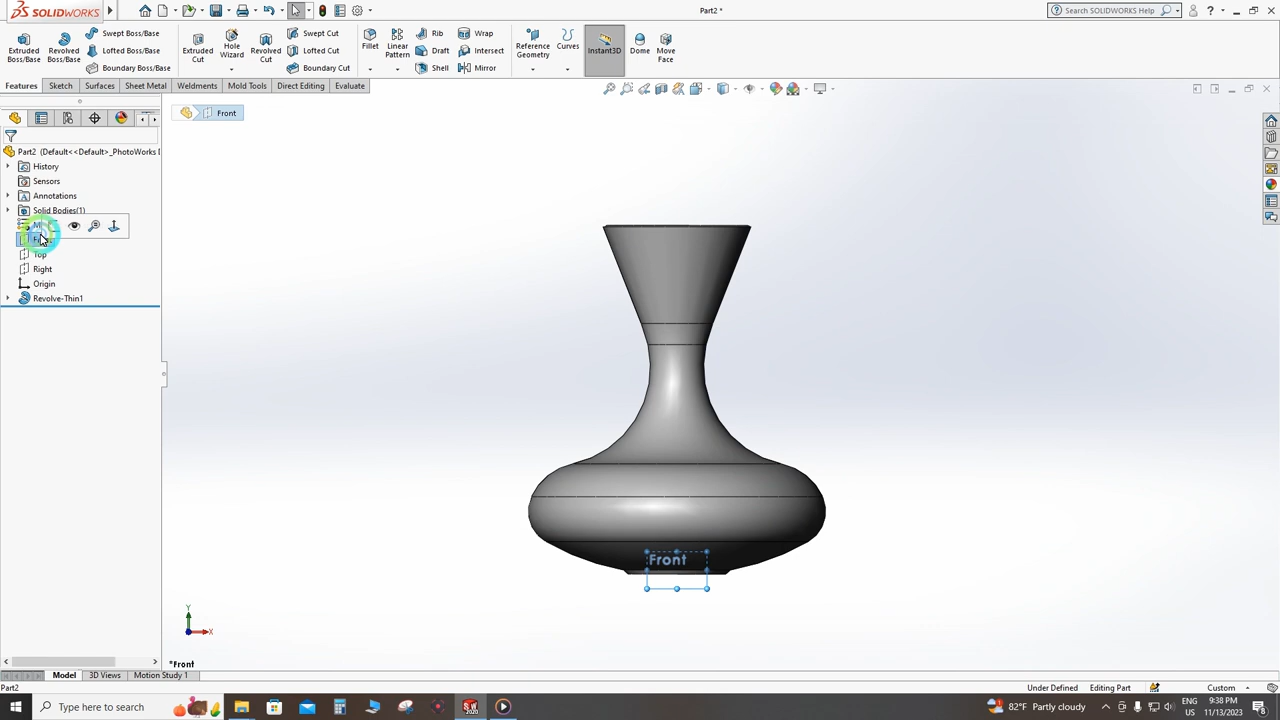 SOLIDWORKS
Part2 *
Search SOLIDWORKS Help
Extruded Boss/Base
Revolved Boss/Base
Swept Boss/Base
Lofted Boss/Base
Boundary Boss/Base
Extruded Cut
Hole Wizard
Revolved Cut
Swept Cut
Lofted Cut
Boundary Cut
Fillet
Linear Pattern
Rib
Draft
Shell
Wrap
Intersect
Mirror
Reference Geometry
Curves
Instant3D
Dome
Move Face
Features Sketch Surfaces Sheet Metal Weldments Mold Tools Direct Editing Evaluate
Front
Part2 (Default<<Default>_PhotoWorks
History
Sensors
Annotations
Solid Bodies(1)
Top
Right
Origin
Revolve-Thin1
Front
Y
X
*Front
Model 3D Views Motion Study 1
Part2 Under Defined Editing Part Custom
Type here to search
SW 2020
82°F Partly cloudy
ENG
US
9:38 PM
11/13/2023